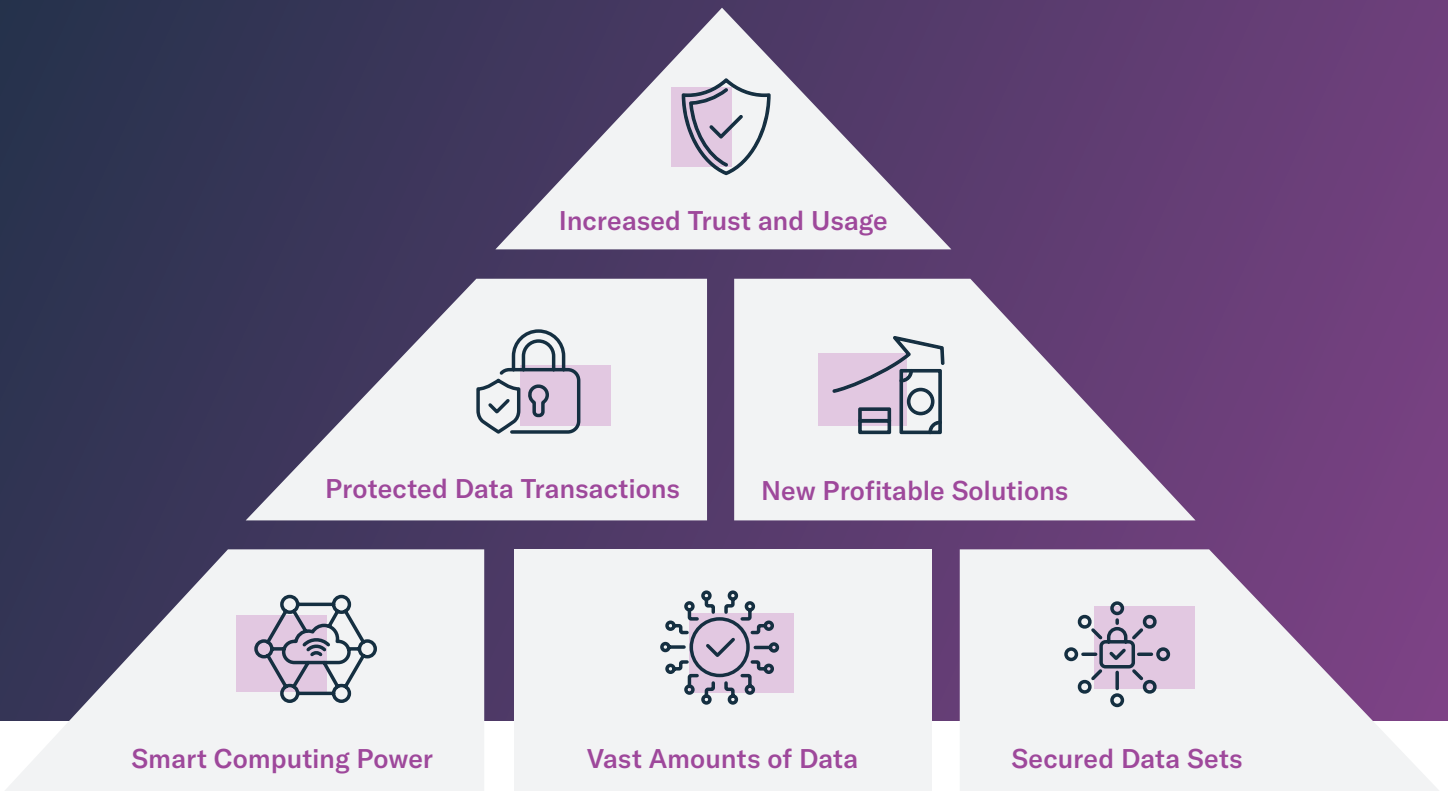 Increased Trust and Usage
Protected Data Transactions
New Profitable Solutions
Smart Computing Power
Vast Amounts of Data
Secured Data Sets